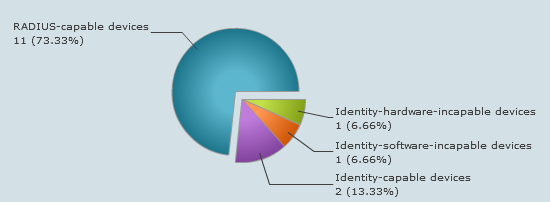 RADIUS-capable devices
11 (73.33%)
Identity-hardware-incapable devices
1 (6.66%)
Identity-software-incapable devices
1 (6.66%)
Identity-capable devices
2 (13.33%)